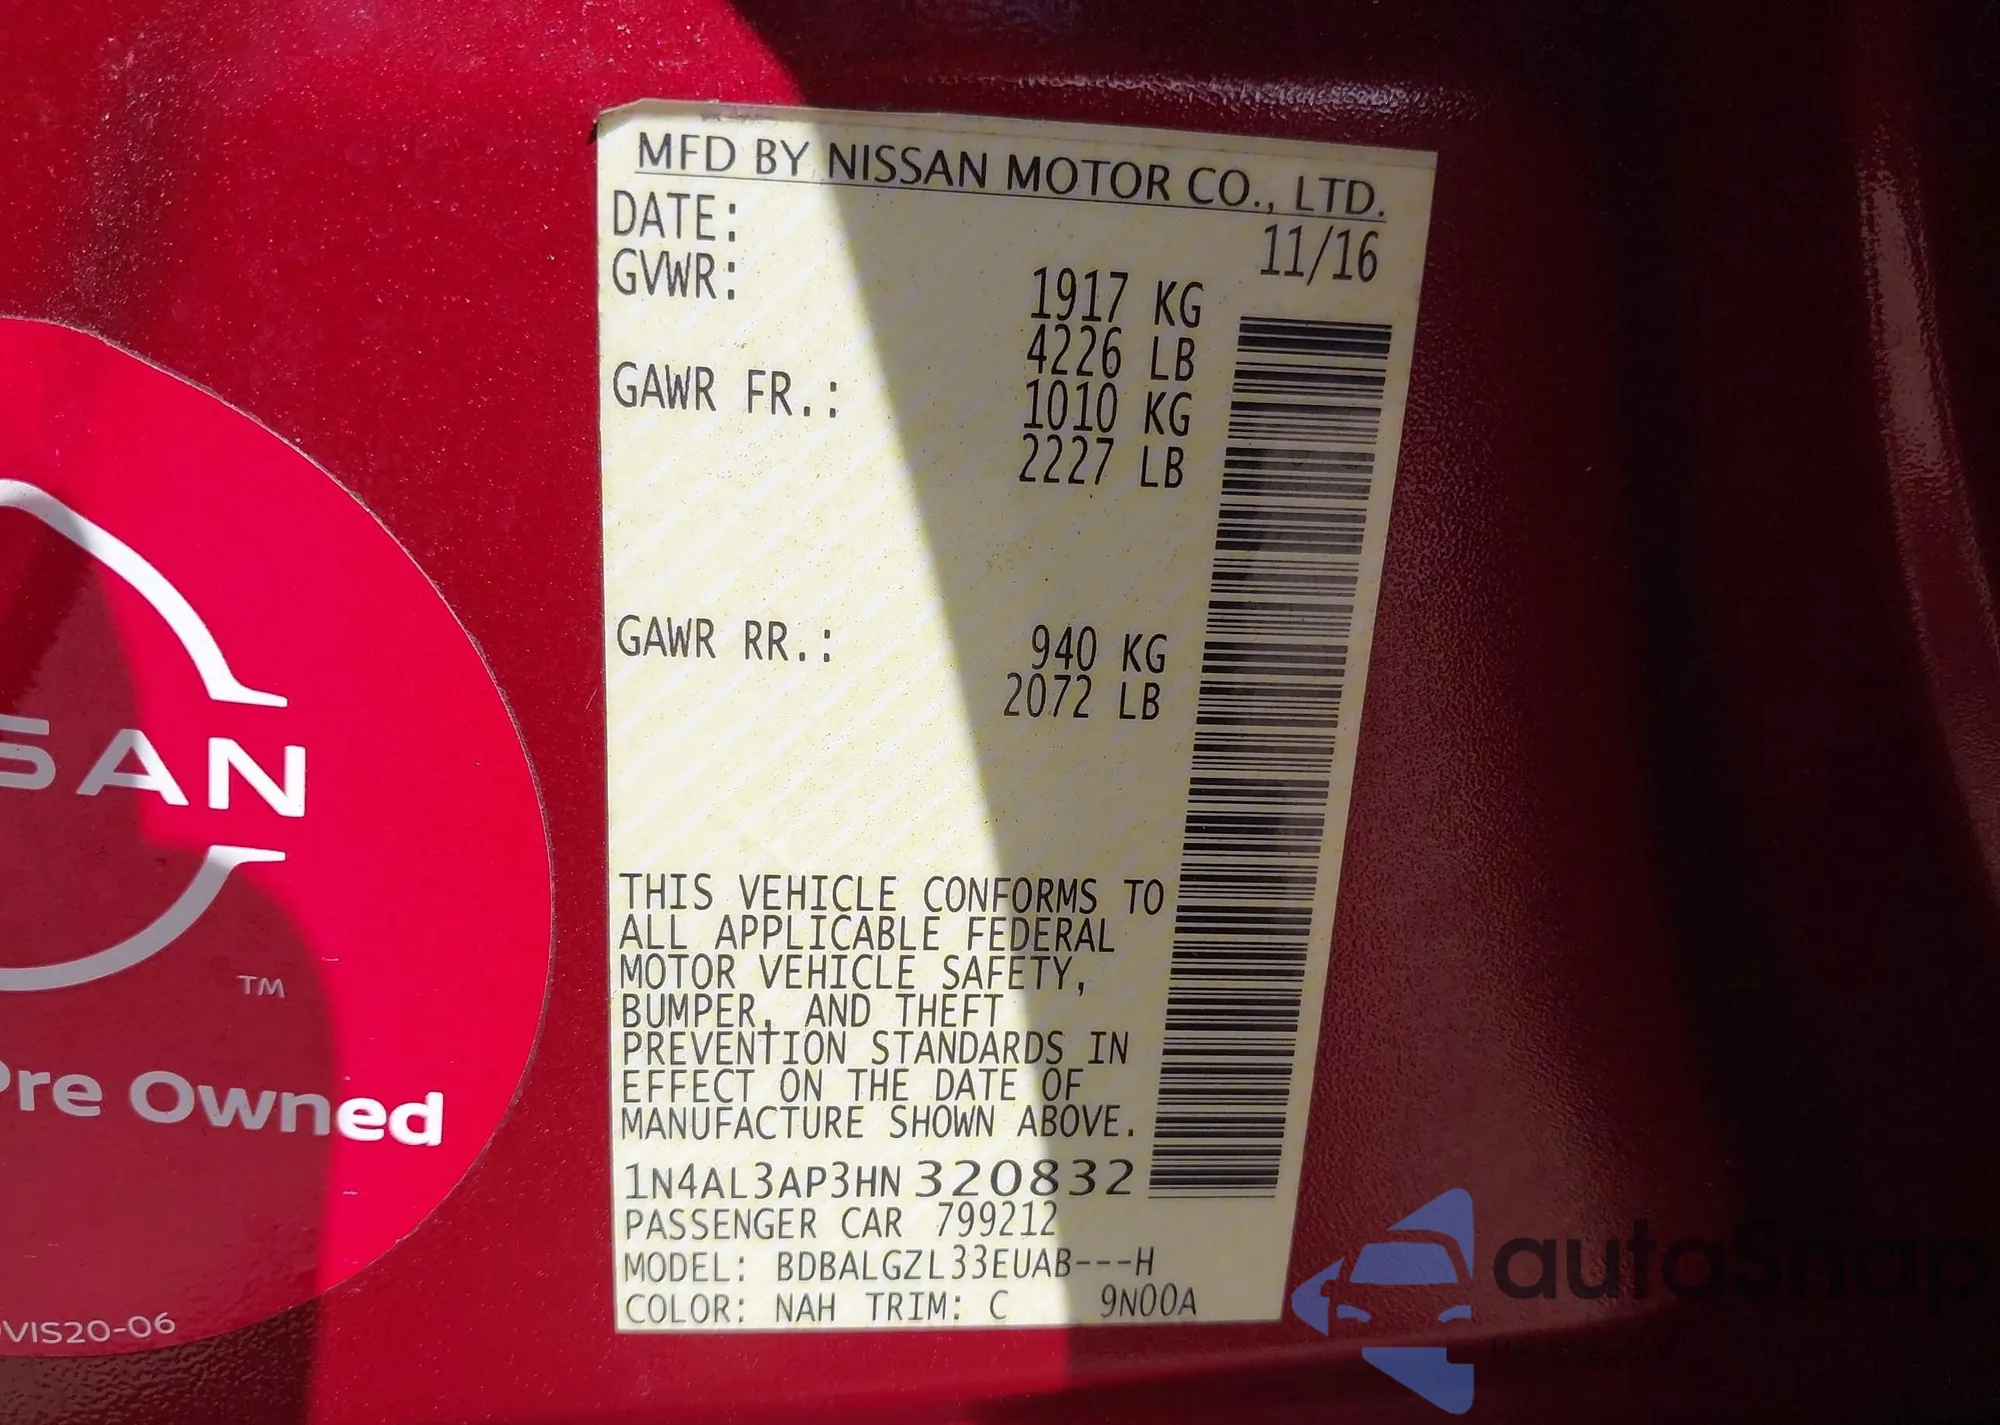 MFD BY NISSAN MOTOR CO., LTD.
DATE: 11/16
GVWR: 1917 KG
4226 LB
GAWR FR.: 1010 KG
2227 LB
GAWR RR.: 940 KG
2072 LB
THIS VEHICLE CONFORMS TO
ALL APPLICABLE FEDERAL
MOTOR VEHICLE SAFETY,
BUMPER, AND THEFT
PREVENTION STANDARDS IN
EFFECT ON THE DATE OF
MANUFACTURE SHOWN ABOVE.
1N4AL3AP3HN320832
PASSENGER CAR 799212
MODEL: BDBALGZL33EUAB---H
COLOR: NAH TRIM: C 9N00A
SSAN
TM
Pre Owned
VIS20-06
autasnap